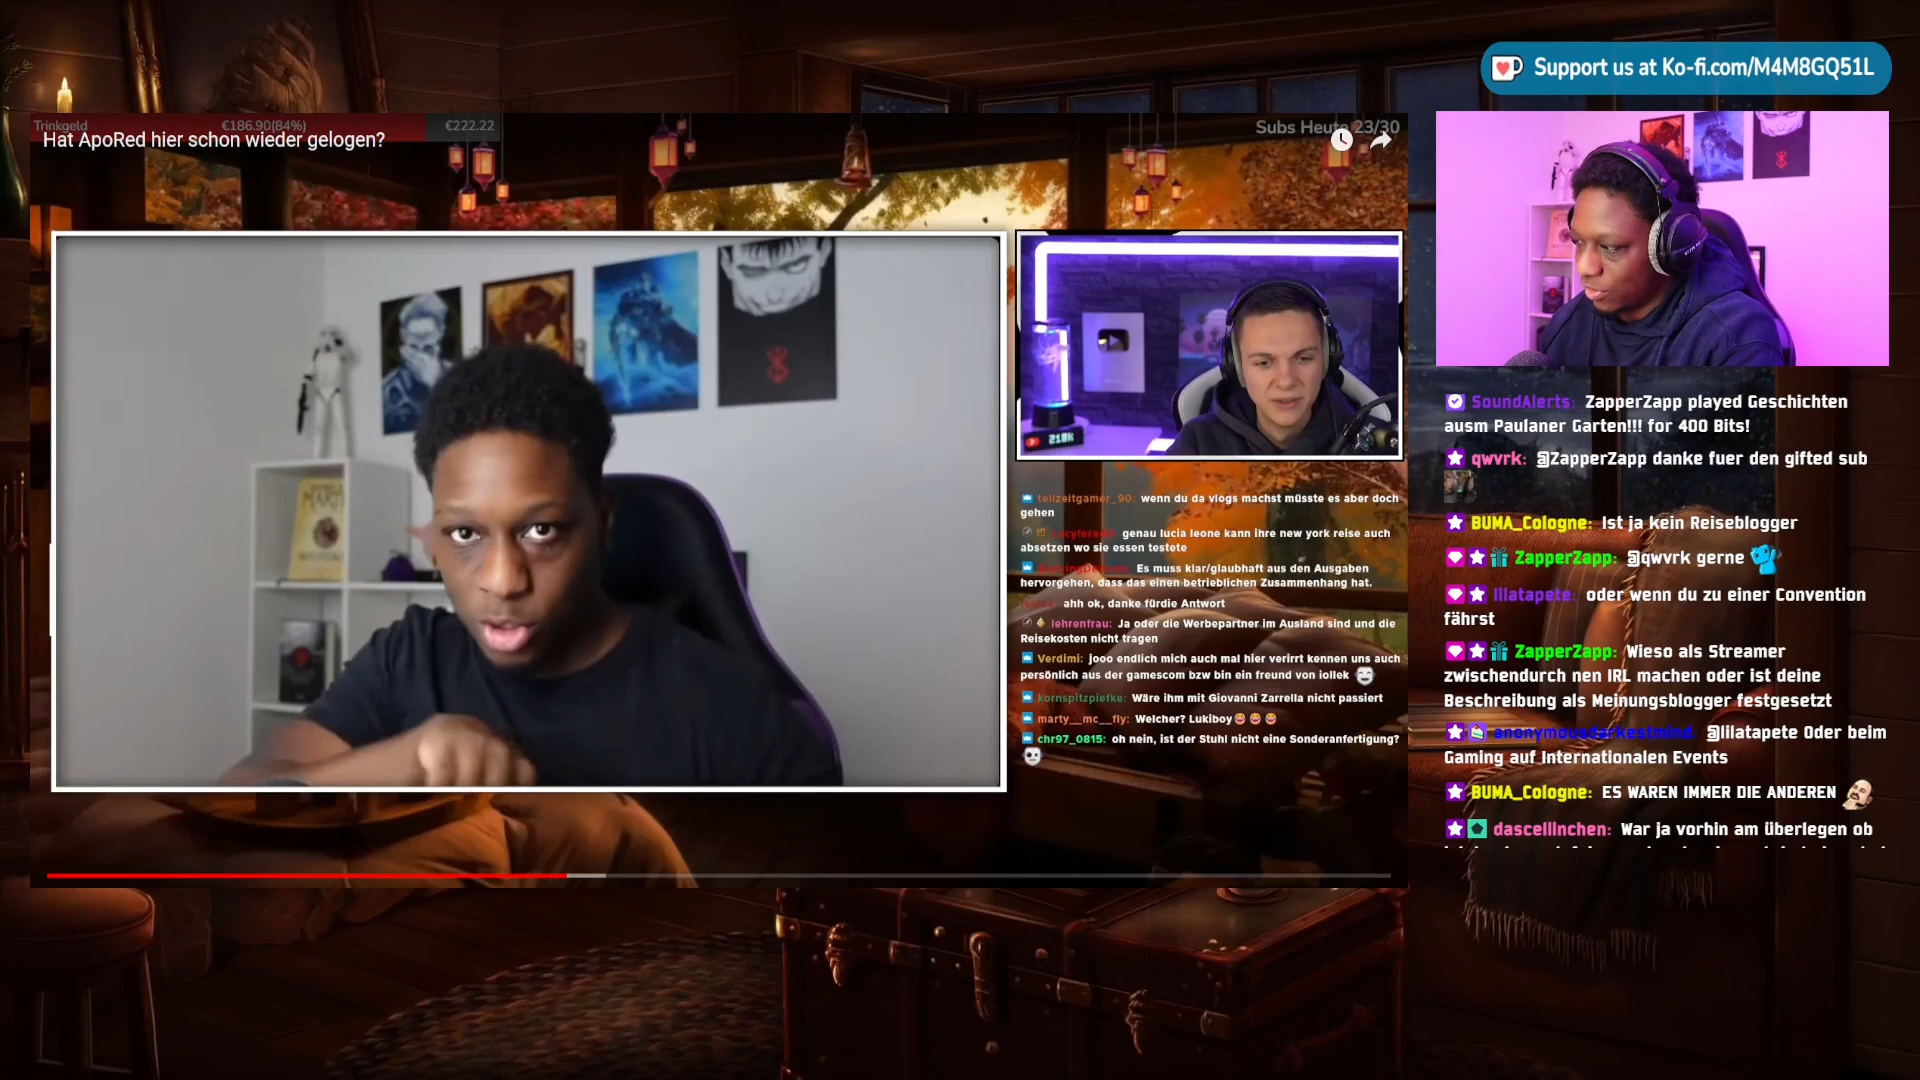 Support us at Ko-fi.com/M4M8GQ51L
Trinkgeld €186.90(84%) €222.22
Hat ApoRed hier schon wieder gelogen?
Subs Heute 23/30
218K
teilzeitgamer_90: wenn du da vlogs machst müsste es aber doch
gehen
genau lucia leone kann ihre new york reise auch
absetzen wo sie essen testete
Es muss klar/glaubhaft aus den Ausgaben
hervorgehen, dass das einen betrieblichen Zusammenhang hat.
ahh ok, danke fürdie Antwort
lehrenfrau: Ja oder die Werbepartner im Ausland sind und die
Reisekosten nicht tragen
Verdimi: jooo endlich mich auch mal hier verirrt kennen uns auch
persönlich aus der gamescom bzw bin ein freund von iollek
kornspitzpiefke: Wäre ihm mit Giovanni Zarrella nicht passiert
marty__mc__fly: Welcher? Lukiboy
chr97_0815: oh nein, ist der Stuhl nicht eine Sonderanfertigung?
SoundAlerts: ZapperZapp played Geschichten
ausm Paulaner Garten!!! for 400 Bits!
qwvrk: @ZapperZapp danke fuer den gifted sub
BUMA_Cologne: Ist ja kein Reiseblogger
ZapperZapp: @qwvrk gerne
lilatapete: oder wenn du zu einer Convention
fährst
ZapperZapp: Wieso als Streamer
zwischendurch nen IRL machen oder ist deine
Beschreibung als Meinungsblogger festgesetzt
anonymousdarkestmind: @lilatapete Oder beim
Gaming auf Internationalen Events
BUMA_Cologne: ES WAREN IMMER DIE ANDEREN
dascellinchen: War ja vorhin am überlegen ob